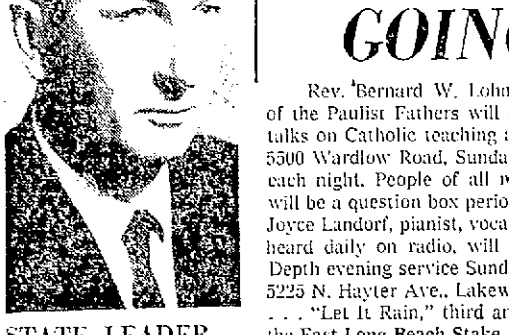 GOIN
Rev. Bernard W. Lohn
of the Paulist Fathers will
talks on Catholic teaching a
5500 Wardlow Road, Sunda
each night. People of all
will be a question box perio
Joyce Landorf, pianist, voca
heard daily on radio, will
Depth evening service Sund
5225 N. Hayter Ave., Lakew
. . . "Let It Rain," third an
the East Long Beach Stake
STATE LEADER